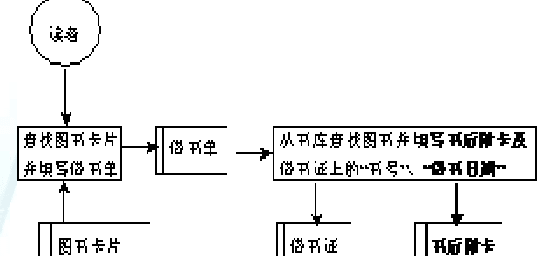 读者
查找图书卡片
并填写借书单
借书单
从书库查找图书并填写书后附卡及
借书证上的“书号”、“借书日期”
图书卡片
借书证
书后附卡